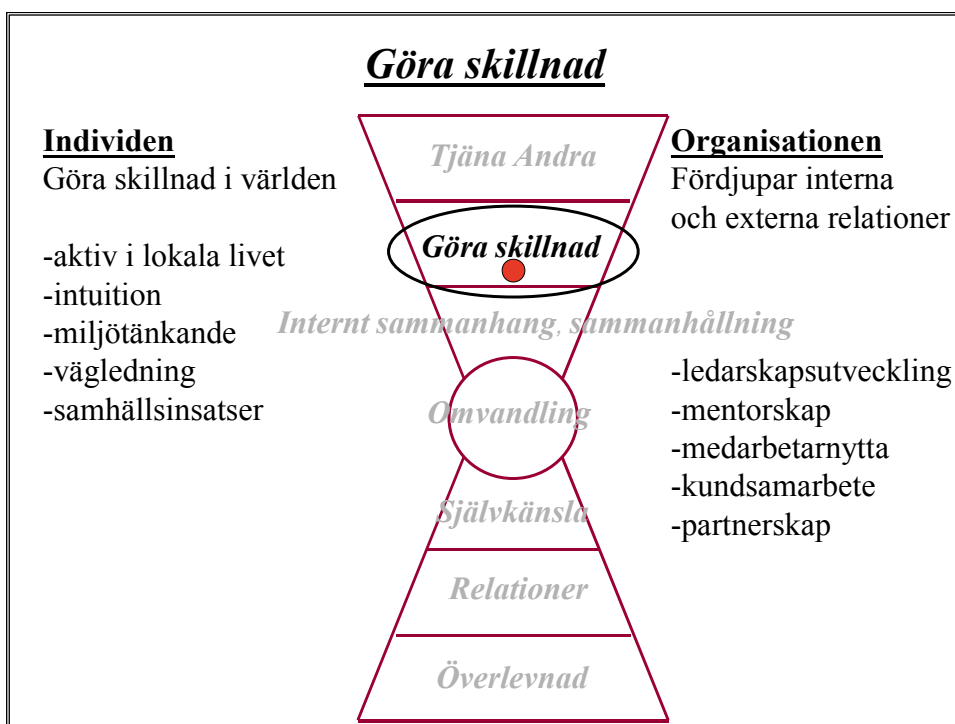 Göra skillnad
Individen
Göra skillnad i världen
-aktiv i lokala livet
-intuition
-miljötänkande
-vägledning
-samhällsinsatser
Tjäna Andra
Göra skillnad
Internt sammanhang, sammanhållning
Omvandling
Självkänsla
Relationer
Överlevnad
Organisationen
Fördjupar interna
och externa relationer
-ledarskapsutveckling
-mentorskap
-medarbetarnytta
-kundsamarbete
-partnerskap